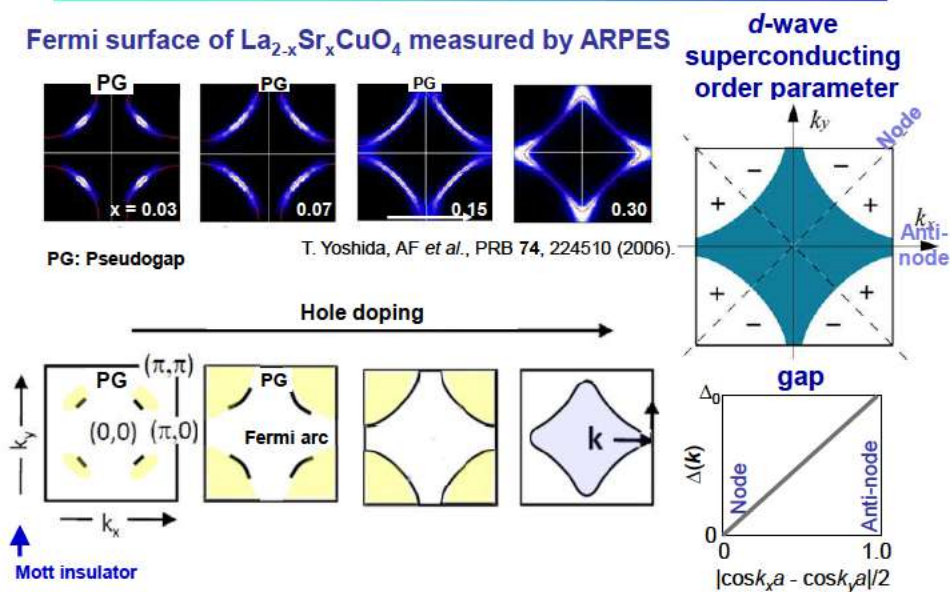 Fermi surface of La2-xSrxCuO4 measured by ARPES
PG
PG
x = 0.03
0.07
0.15
0.30
PG: Pseudogap
T. Yoshida, AF et al., PRB 74, 224510 (2006).
Hole doping
PG
(π,π)
(0,0)
(π,0)
ky
kx
PG
Fermi arc
k
Mott insulator
d-wave
superconducting
order parameter
ky
Node
kx
Anti-
node
− −
+ +
+ +
− −
gap
Δ0
Δ(k)
Node
Anti-node
0
0
1.0
|coskxa - coskya|/2